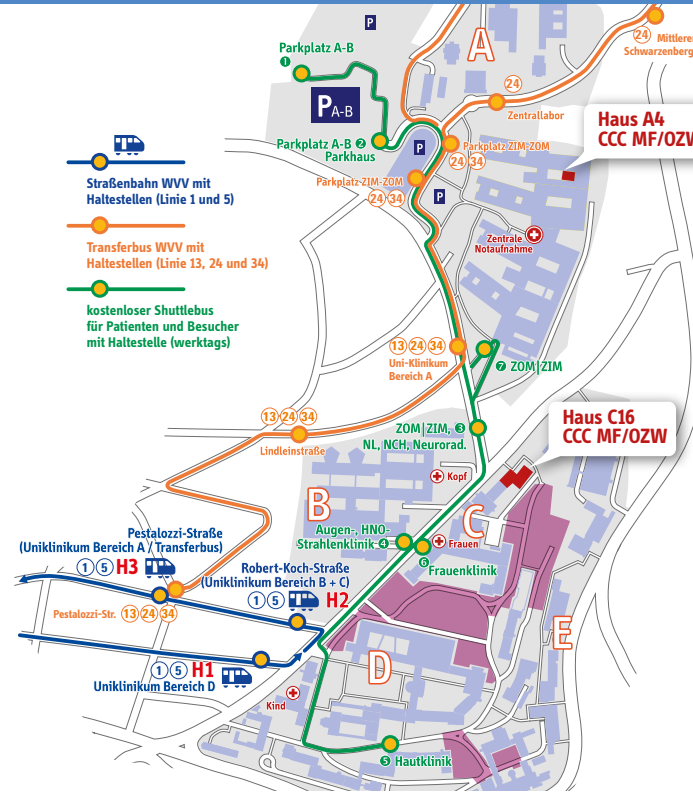 A
24
Mittlerer
Schwarzenberg
Parkplatz A-B
1
P
PA-B
24
Zentrallabor
Haus A4
CCC MF/OZW
Parkplatz A-B 2
Parkhaus
P
Parkplatz ZIM-ZOM
24 34
Parkplatz ZIM-ZOM
24 34
P
Straßenbahn WVV mit
Haltestellen (Linie 1 und 5)
Transferbus WVV mit
Haltestellen (Linie 13, 24 und 34)
kostenloser Shuttlebus
für Patienten und Besucher
mit Haltestelle (werktags)
Zentrale
Notaufnahme
13 24 34
Uni-Klinikum
Bereich A
7 ZOM|ZIM
13 24 34
Lindleinstraße
ZOM|ZIM, 3
NL, NCH, Neurorad.
Haus C16
CCC MF/OZW
Kopf
B
C
Augen-, HNO-
Strahlenklinik 4
Frauen
6
Frauenklinik
Pestalozzi-Straße
(Uniklinikum Bereich A / Transferbus)
1 5 H3
Robert-Koch-Straße
(Uniklinikum Bereich B + C)
1 5 H2
Pestalozzi-Str. 13 24 34
E
D
1 5 H1
Uniklinikum Bereich D
Kind
5 Hautklinik